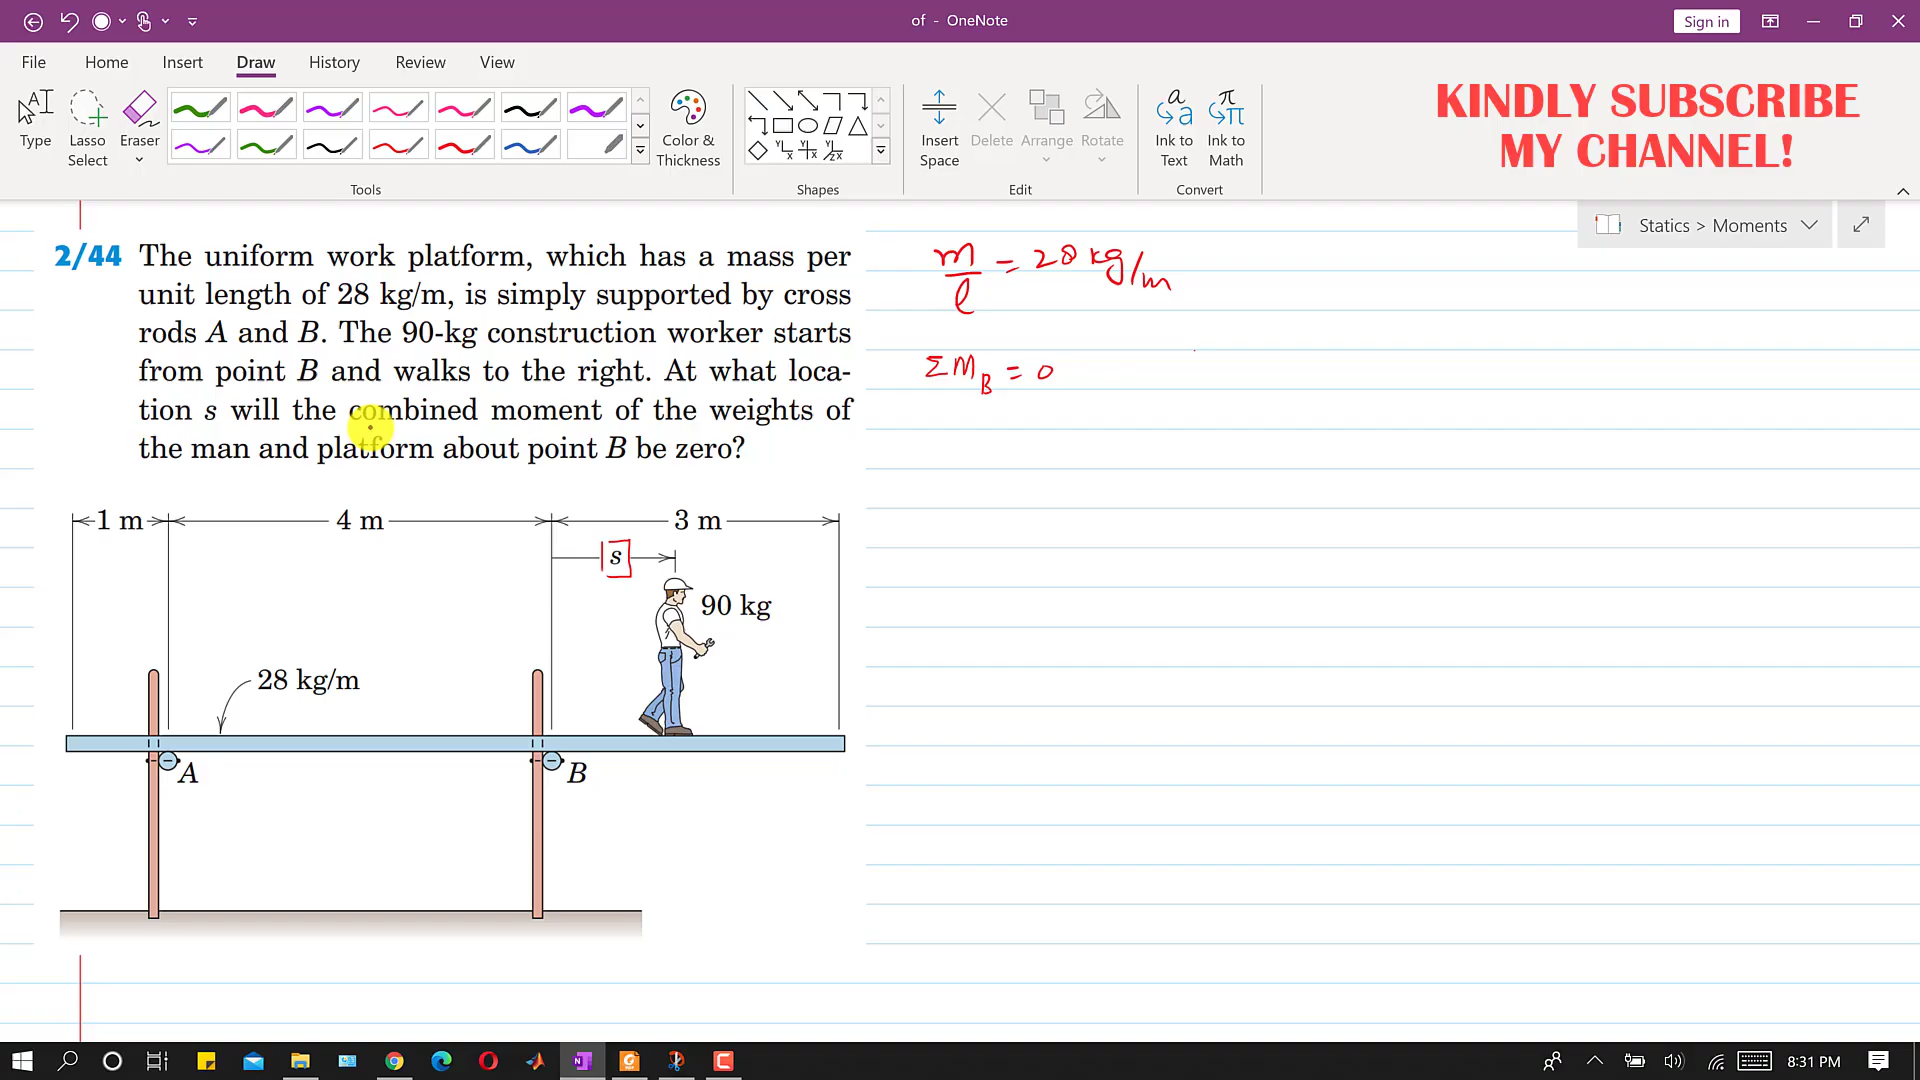 of - OneNote
Sign in
File Home Insert Draw History Review View
Type
Lasso Select
Eraser
Color & Thickness
Insert Space
Delete
Arrange
Rotate
Ink to Text
Ink to Math
Tools
Shapes
Edit
Convert
KINDLY SUBSCRIBE
MY CHANNEL!
Statics > Moments
2/44 The uniform work platform, which has a mass per
unit length of 28 kg/m, is simply supported by cross
rods A and B. The 90-kg construction worker starts
from point B and walks to the right. At what loca-
tion s will the combined moment of the weights of
the man and platform about point B be zero?
m/l = 28 kg/m
ΣM_B = 0
1 m 4 m 3 m
s
90 kg
28 kg/m
A
B
8:31 PM